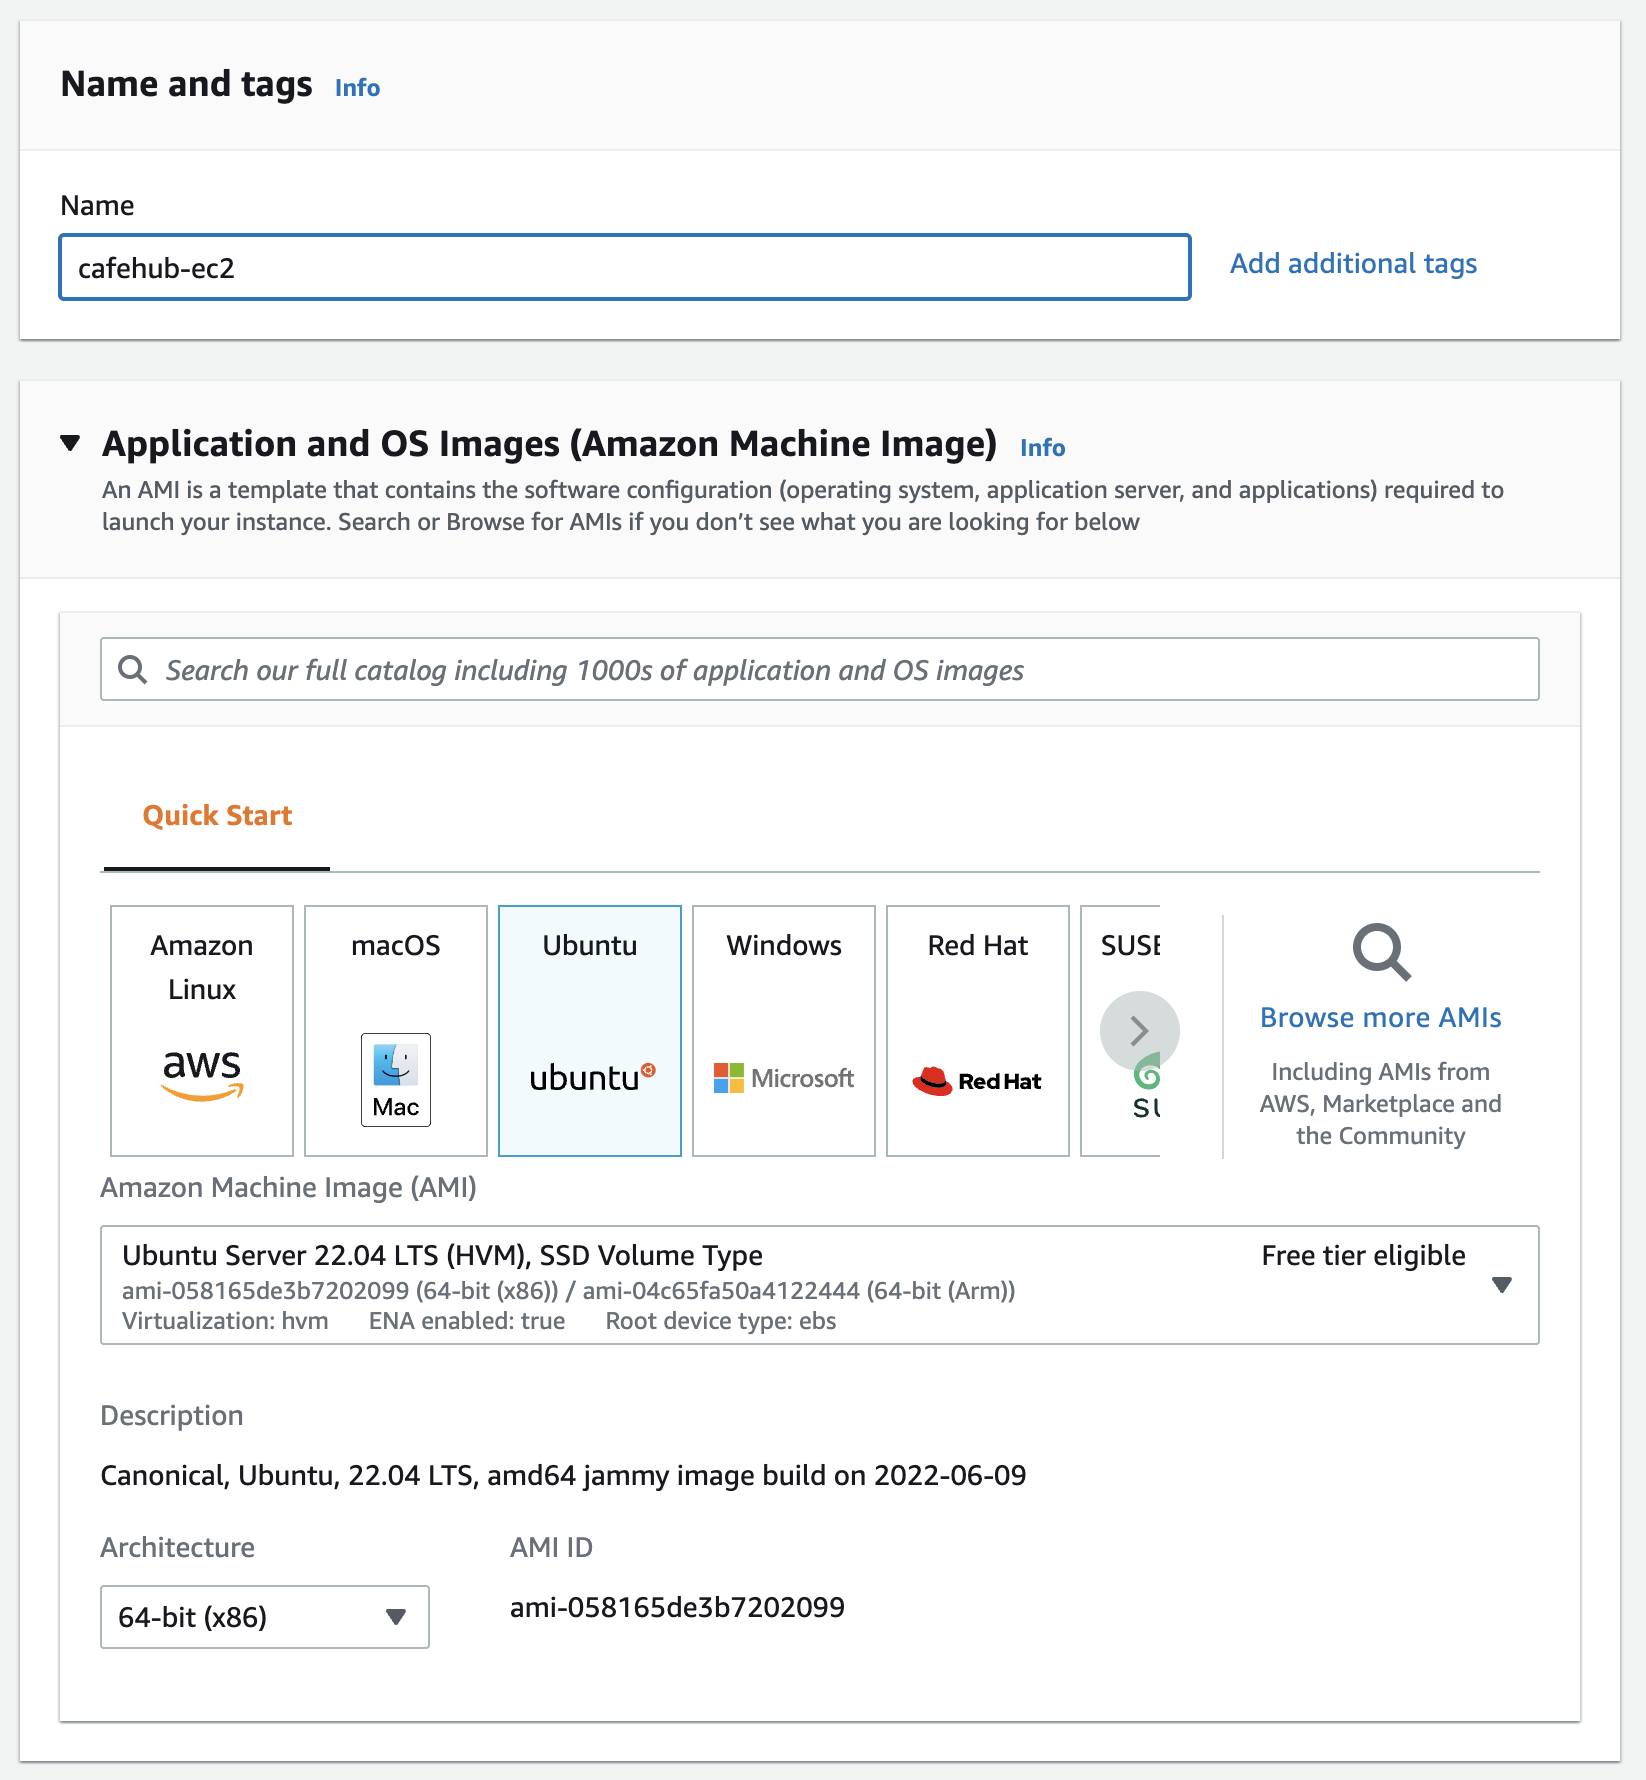 Name and tags Info
Name
cafehub-ec2
Add additional tags
Application and OS Images (Amazon Machine Image) Info
An AMI is a template that contains the software configuration (operating system, application server, and applications) required to
launch your instance. Search or Browse for AMIs if you don’t see what you are looking for below
Search our full catalog including 1000s of application and OS images
Quick Start
Amazon
Linux
aws
macOS
Mac
Ubuntu
ubuntu
Windows
Microsoft
Red Hat
Red Hat
SUSE
SU
Browse more AMIs
Including AMIs from
AWS, Marketplace and
the Community
Amazon Machine Image (AMI)
Ubuntu Server 22.04 LTS (HVM), SSD Volume Type
Free tier eligible
ami-058165de3b7202099 (64-bit (x86)) / ami-04c65fa50a4122444 (64-bit (Arm))
Virtualization: hvm ENA enabled: true Root device type: ebs
Description
Canonical, Ubuntu, 22.04 LTS, amd64 jammy image build on 2022-06-09
Architecture
64-bit (x86)
AMI ID
ami-058165de3b7202099